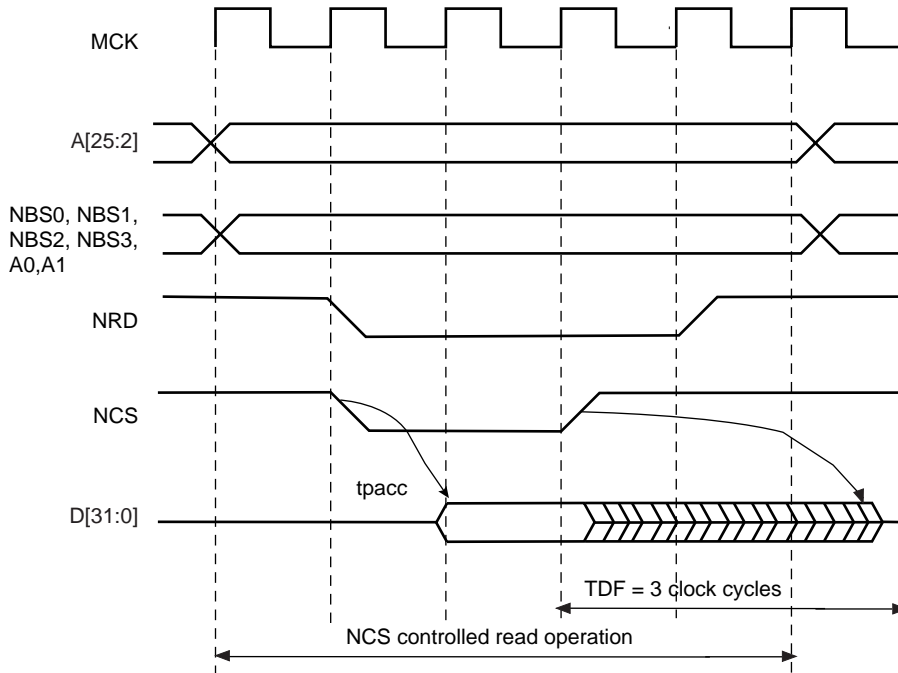 MCK
A[25:2]
NBS0, NBS1,
NBS2, NBS3,
A0,A1
NRD
NCS
tpacc
D[31:0]
TDF = 3 clock cycles
NCS controlled read operation